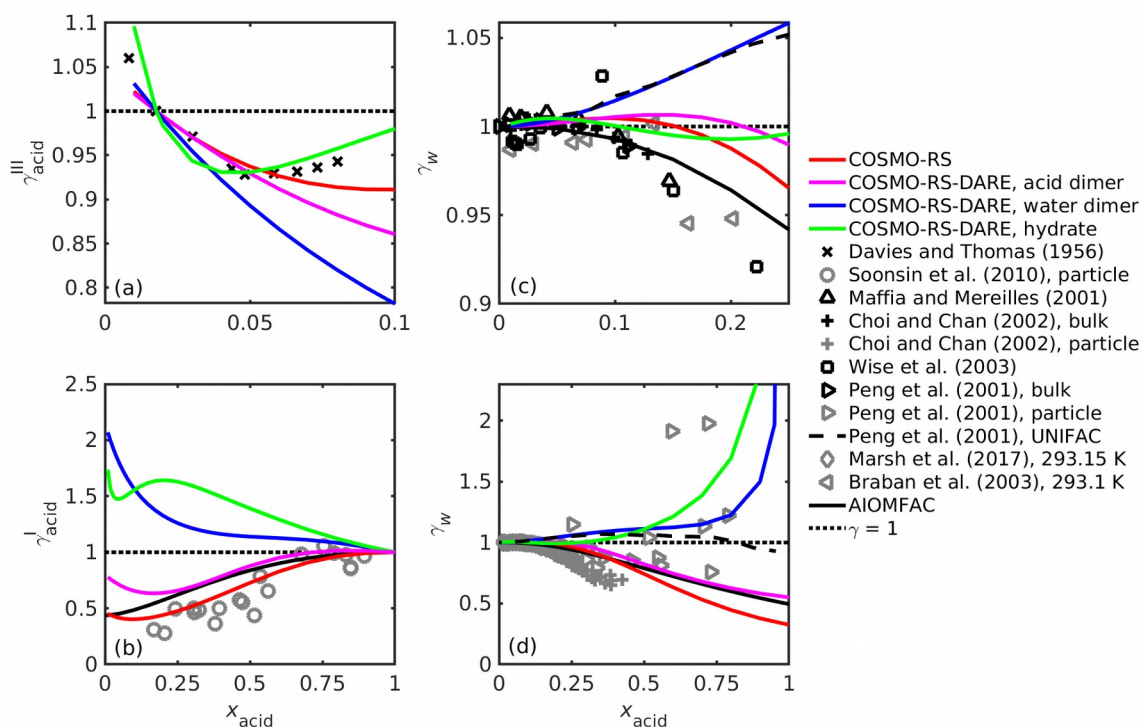 1.1
1.05
1
0.95
0.9
0.85
0.8
γ^III_acid
(a)
0
0.05
0.1
1.05
1
0.95
0.9
γ_w
(c)
0
0.1
0.2
2.5
2
1.5
1
0.5
0
γ^I_acid
(b)
0
0.25
0.5
0.75
1
x_acid
2
1.5
1
0.5
0
γ_w
(d)
0
0.25
0.5
0.75
1
x_acid
COSMO-RS
COSMO-RS-DARE, acid dimer
COSMO-RS-DARE, water dimer
COSMO-RS-DARE, hydrate
Davies and Thomas (1956)
Soonsin et al. (2010), particle
Maffia and Mereilles (2001)
Choi and Chan (2002), bulk
Choi and Chan (2002), particle
Wise et al. (2003)
Peng et al. (2001), bulk
Peng et al. (2001), particle
Peng et al. (2001), UNIFAC
Marsh et al. (2017), 293.15 K
Braban et al. (2003), 293.1 K
AIOMFAC
γ = 1